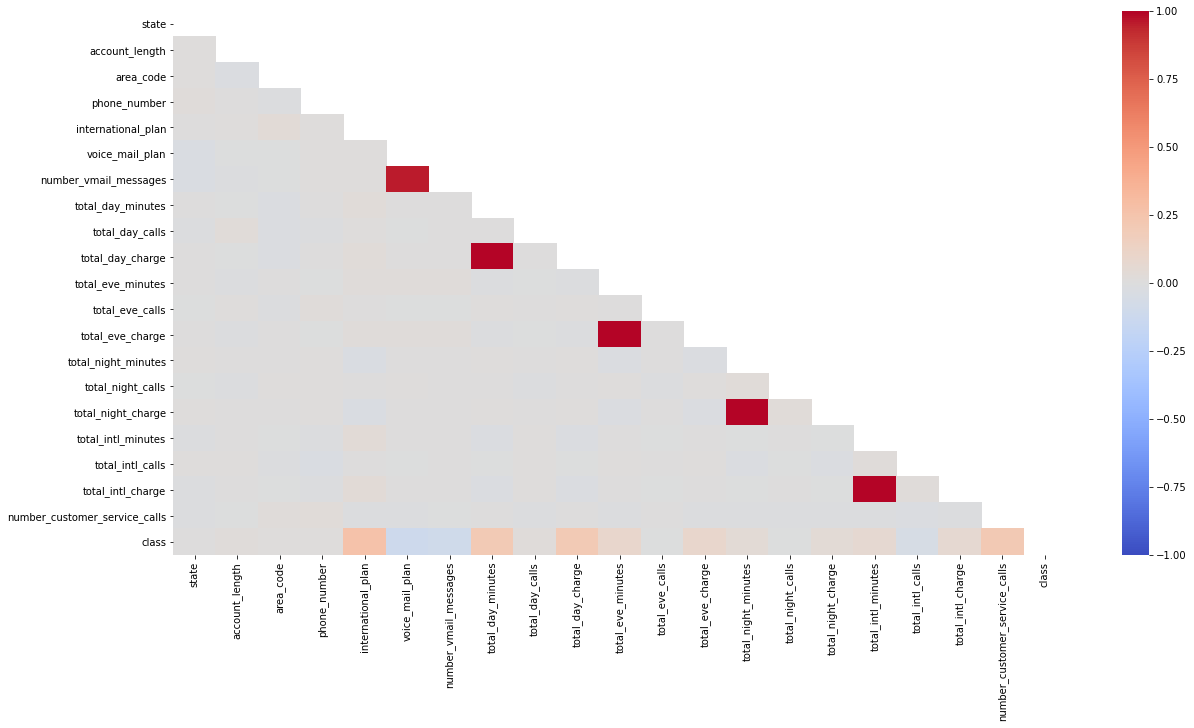 state
account_length
area_code
phone_number
international_plan
voice_mail_plan
number_vmail_messages
total_day_minutes
total_day_calls
total_day_charge
total_eve_minutes
total_eve_calls
total_eve_charge
total_night_minutes
total_night_calls
total_night_charge
total_intl_minutes
total_intl_calls
total_intl_charge
number_customer_service_calls
class
state
account_length
area_code
phone_number
international_plan
voice_mail_plan
number_vmail_messages
total_day_minutes
total_day_calls
total_day_charge
total_eve_minutes
total_eve_calls
total_eve_charge
total_night_minutes
total_night_calls
total_night_charge
total_intl_minutes
total_intl_calls
total_intl_charge
number_customer_service_calls
class
1.00
0.75
0.50
0.25
0.00
−0.25
−0.50
−0.75
−1.00